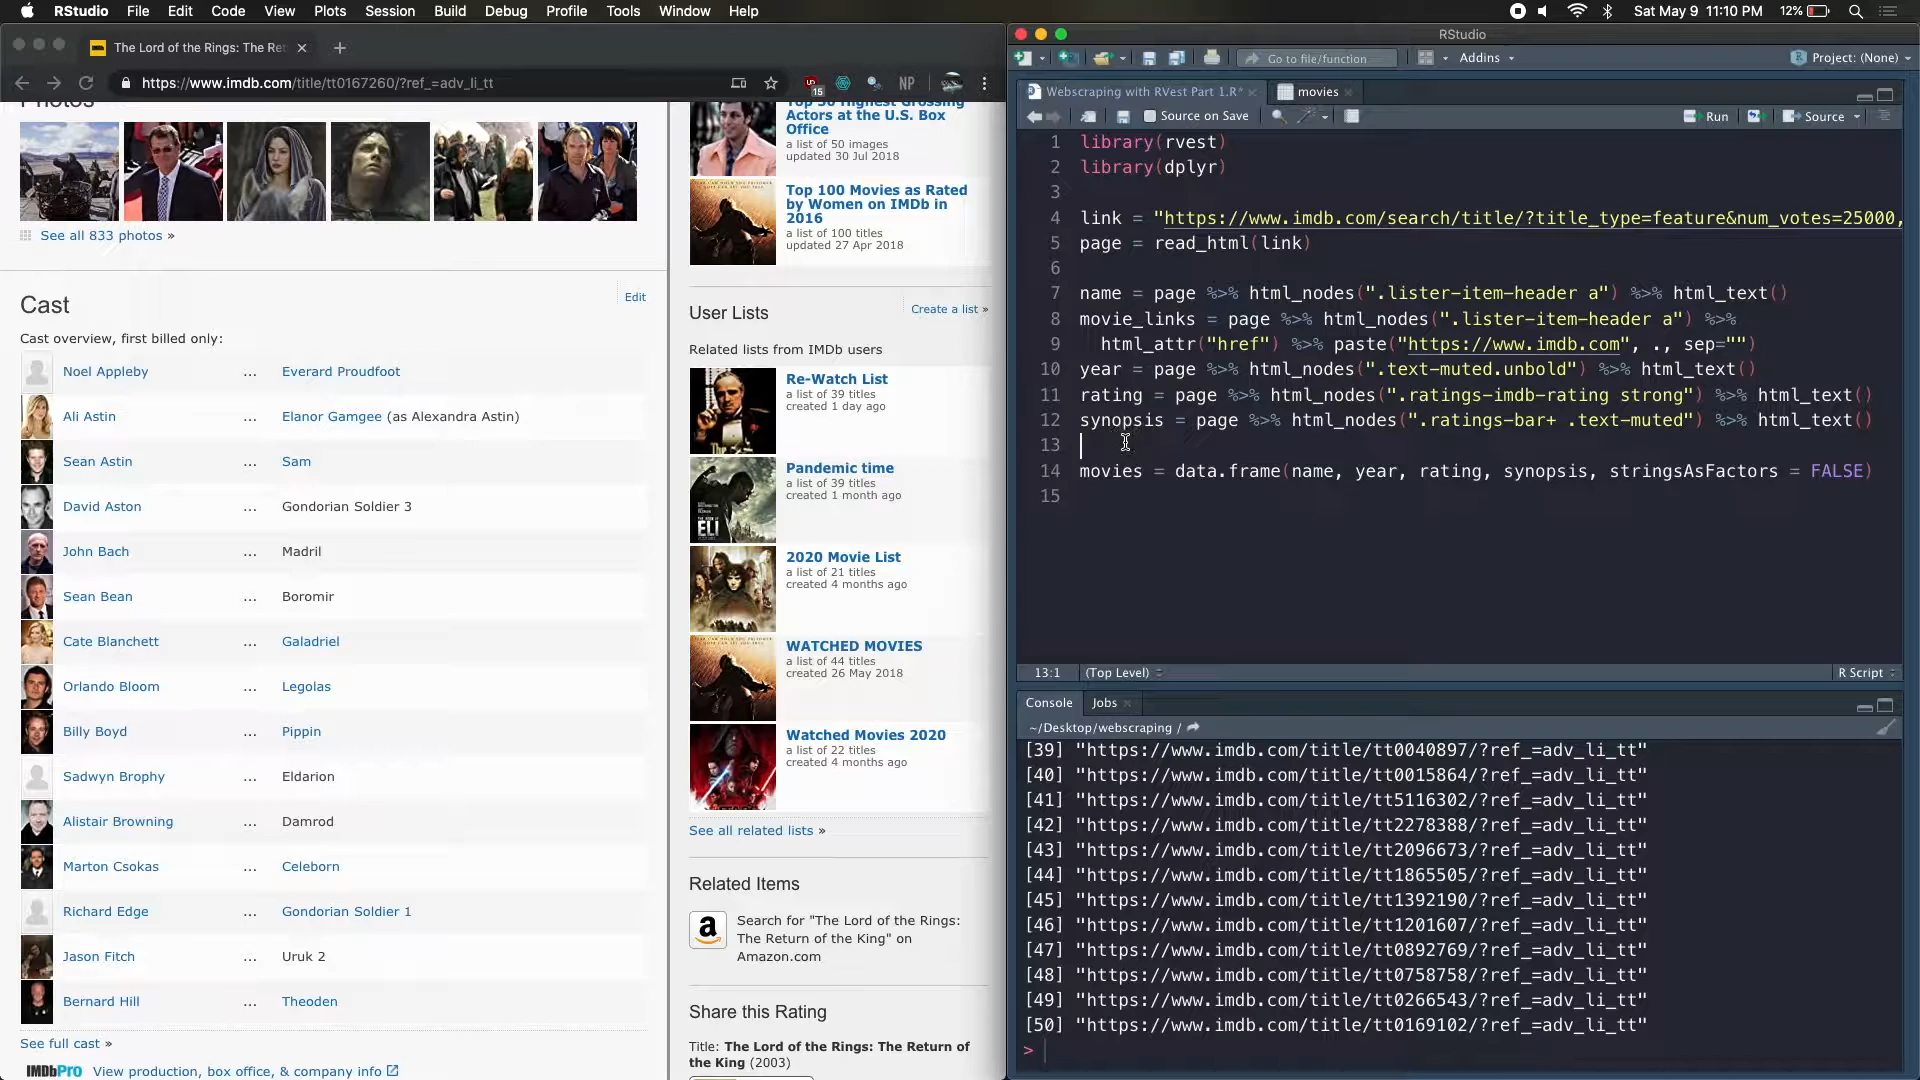 RStudio File Edit Code View Plots Session Build Debug Profile Tools Window Help
Sat May 9 11:10 PM 12%
The Lord of the Rings: The Ret
https://www.imdb.com/title/tt0167260/?ref_=adv_li_tt
15
NP
Photos
See all 833 photos »
Cast
Edit
Cast overview, first billed only:
Noel Appleby ... Everard Proudfoot
Ali Astin ... Elanor Gamgee (as Alexandra Astin)
Sean Astin ... Sam
David Aston ... Gondorian Soldier 3
John Bach ... Madril
Sean Bean ... Boromir
Cate Blanchett ... Galadriel
Orlando Bloom ... Legolas
Billy Boyd ... Pippin
Sadwyn Brophy ... Eldarion
Alistair Browning ... Damrod
Marton Csokas ... Celeborn
Richard Edge ... Gondorian Soldier 1
Jason Fitch ... Uruk 2
Bernard Hill ... Theoden
See full cast »
IMDbPro View production, box office, & company info
Top 50 Highest Grossing
Actors at the U.S. Box
Office
a list of 50 images
updated 30 Jul 2018
Top 100 Movies as Rated
by Women on IMDb in
2016
a list of 100 titles
updated 27 Apr 2018
User Lists
Create a list »
Related lists from IMDb users
Re-Watch List
a list of 39 titles
created 1 day ago
Pandemic time
a list of 39 titles
created 1 month ago
ELI
2020 Movie List
a list of 21 titles
created 4 months ago
WATCHED MOVIES
a list of 44 titles
created 26 May 2018
Watched Movies 2020
a list of 22 titles
created 4 months ago
See all related lists »
Related Items
a
Search for "The Lord of the Rings:
The Return of the King" on
Amazon.com
Share this Rating
Title: The Lord of the Rings: The Return of
the King (2003)
RStudio
Go to file/function
Addins
Project: (None)
Webscraping with RVest Part 1.R*
movies
Source on Save
Run
Source
1 library(rvest)
2 library(dplyr)
3
4 link = "https://www.imdb.com/search/title/?title_type=feature&num_votes=25000,
5 page = read_html(link)
6
7 name = page %>% html_nodes(".lister-item-header a") %>% html_text()
8 movie_links = page %>% html_nodes(".lister-item-header a") %>%
9 html_attr("href") %>% paste("https://www.imdb.com", ., sep="")
10 year = page %>% html_nodes(".text-muted.unbold") %>% html_text()
11 rating = page %>% html_nodes(".ratings-imdb-rating strong") %>% html_text()
12 synopsis = page %>% html_nodes(".ratings-bar+ .text-muted") %>% html_text()
13
14 movies = data.frame(name, year, rating, synopsis, stringsAsFactors = FALSE)
15
13:1 (Top Level) R Script
Console Jobs
~/Desktop/webscraping/
[39] "https://www.imdb.com/title/tt0040897/?ref_=adv_li_tt"
[40] "https://www.imdb.com/title/tt0015864/?ref_=adv_li_tt"
[41] "https://www.imdb.com/title/tt5116302/?ref_=adv_li_tt"
[42] "https://www.imdb.com/title/tt2278388/?ref_=adv_li_tt"
[43] "https://www.imdb.com/title/tt2096673/?ref_=adv_li_tt"
[44] "https://www.imdb.com/title/tt1865505/?ref_=adv_li_tt"
[45] "https://www.imdb.com/title/tt1392190/?ref_=adv_li_tt"
[46] "https://www.imdb.com/title/tt1201607/?ref_=adv_li_tt"
[47] "https://www.imdb.com/title/tt0892769/?ref_=adv_li_tt"
[48] "https://www.imdb.com/title/tt0758758/?ref_=adv_li_tt"
[49] "https://www.imdb.com/title/tt0266543/?ref_=adv_li_tt"
[50] "https://www.imdb.com/title/tt0169102/?ref_=adv_li_tt"
>